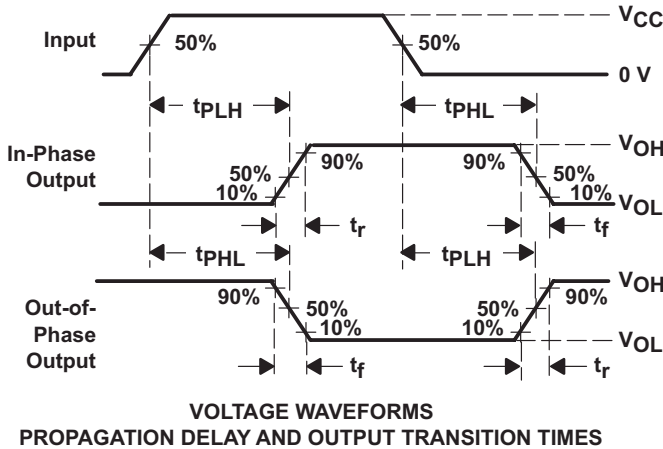 VCC
Input
50%
50%
0 V
tPLH
tPHL
In-Phase
Output
90%
90%
VOH
50%
50%
10%
10%
VOL
tr
tf
tPHL
tPLH
Out-of-
Phase
Output
90%
90%
VOH
50%
50%
10%
10%
VOL
tf
tr
VOLTAGE WAVEFORMS
PROPAGATION DELAY AND OUTPUT TRANSITION TIMES